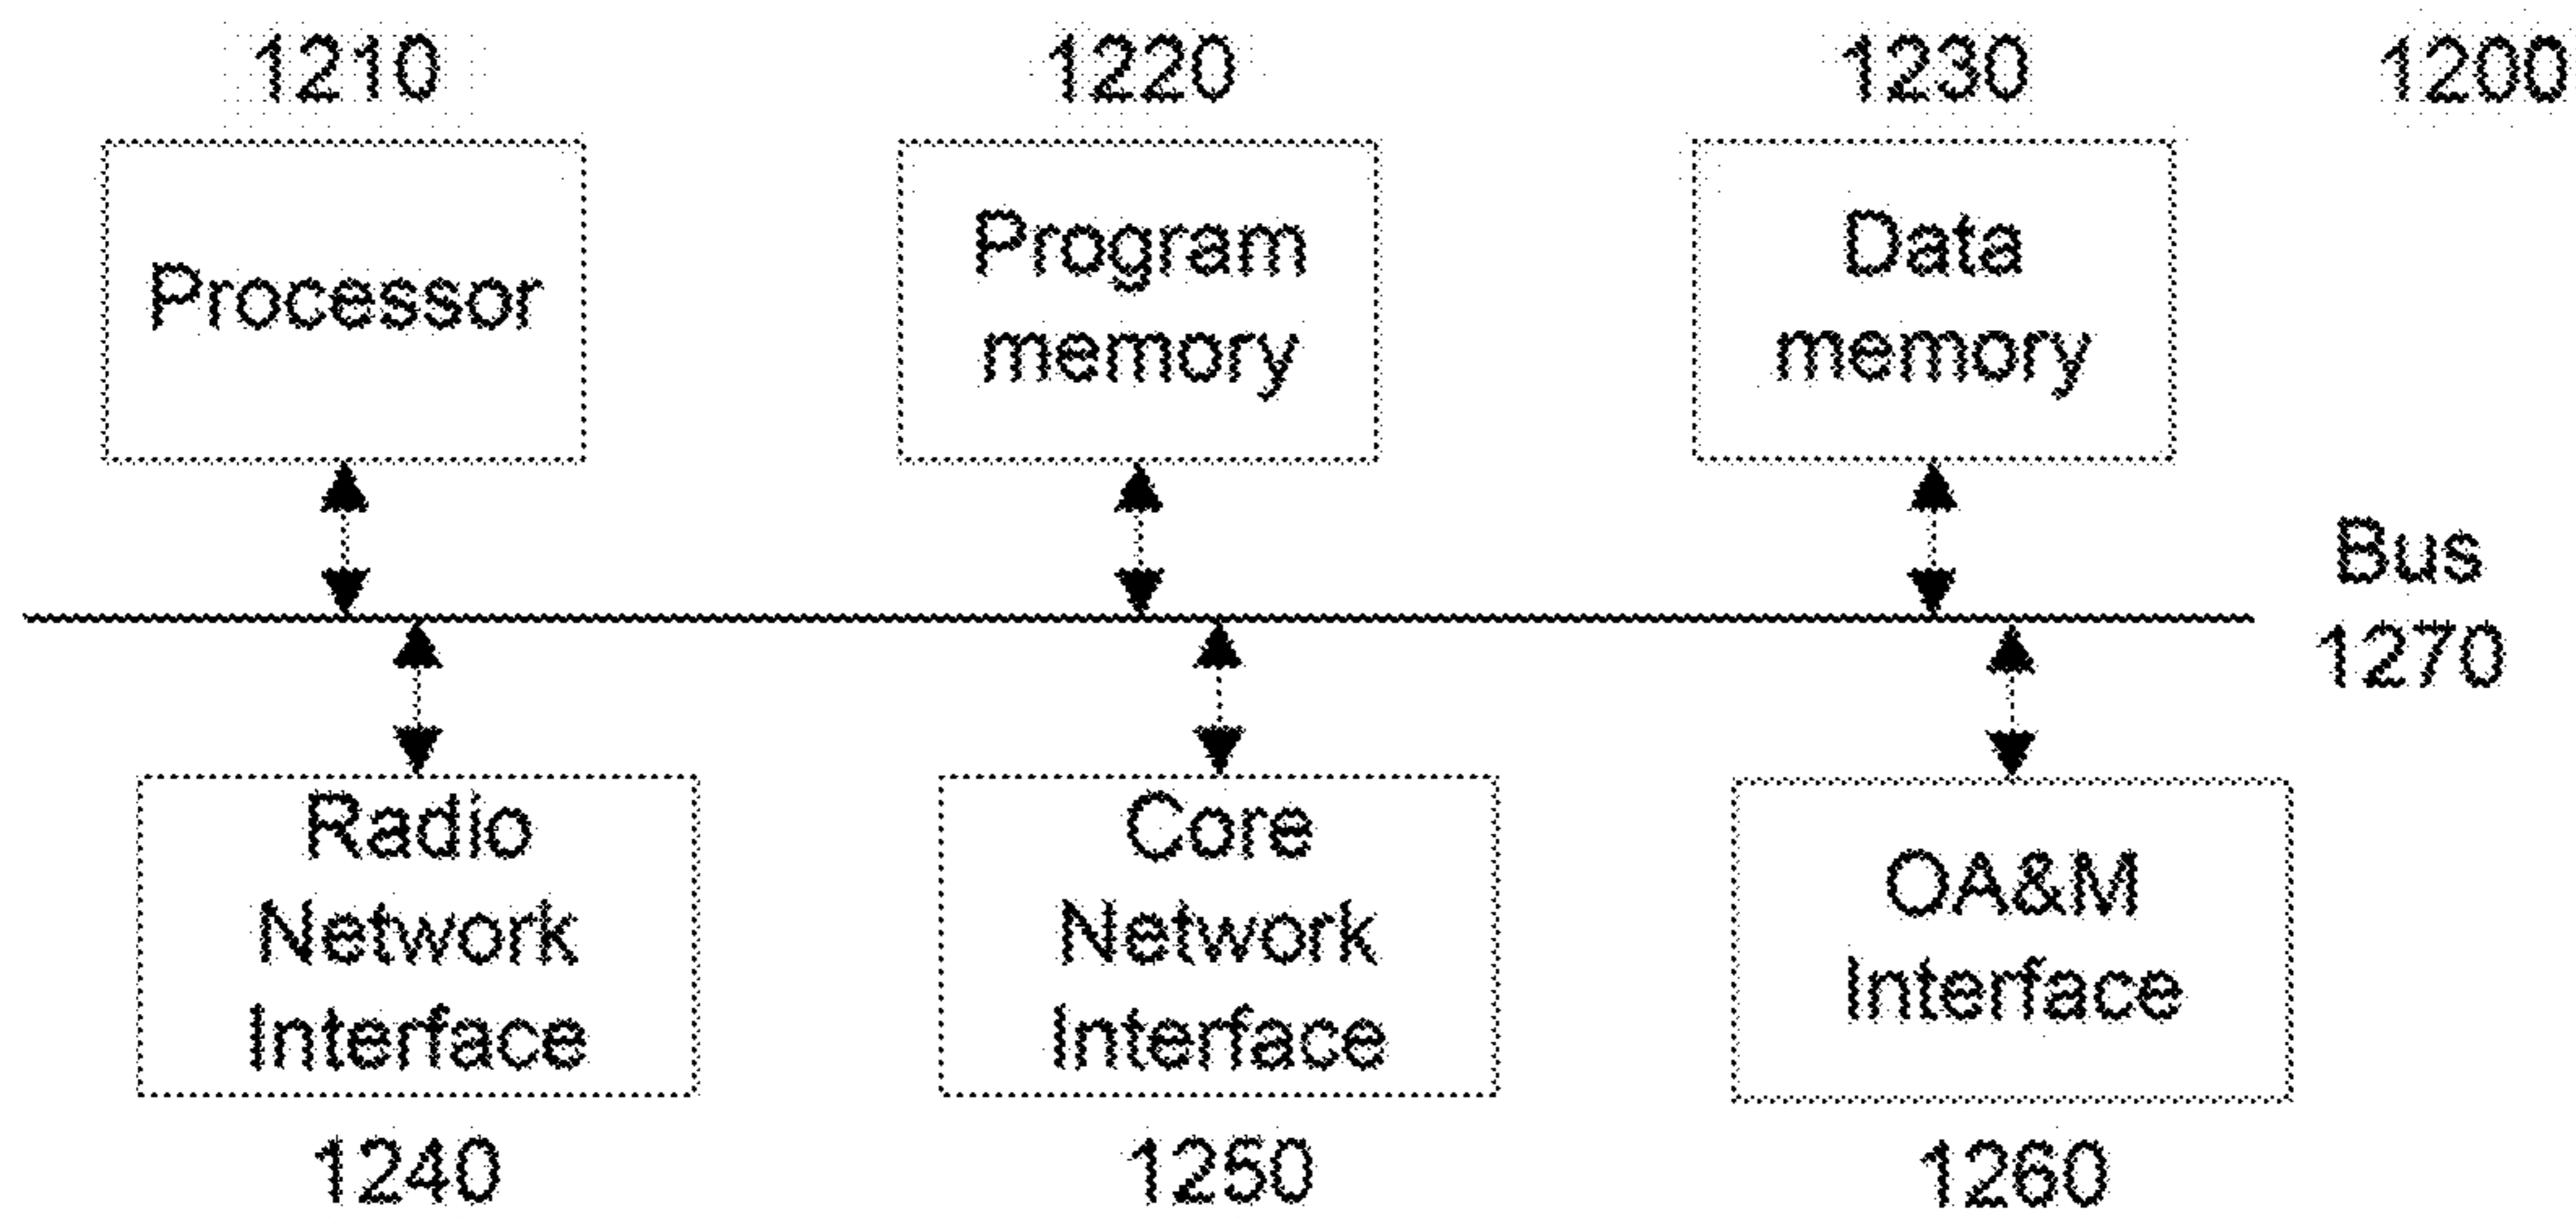 1210
1220
1230
1200
Processor
Program
memory
Data
memory
Bus
1270
Radio
Network
Interface
Core
Network
Interface
OA&M
Interface
1240
1250
1260